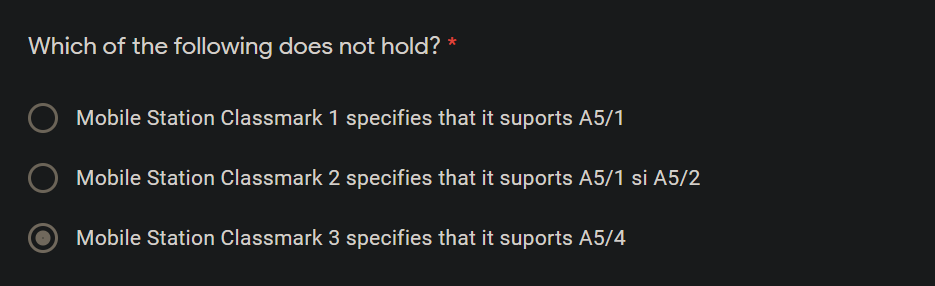 Which of the following does not hold? *
Mobile Station Classmark 1 specifies that it suports A5/1
Mobile Station Classmark 2 specifies that it suports A5/1 si A5/2
Mobile Station Classmark 3 specifies that it suports A5/4